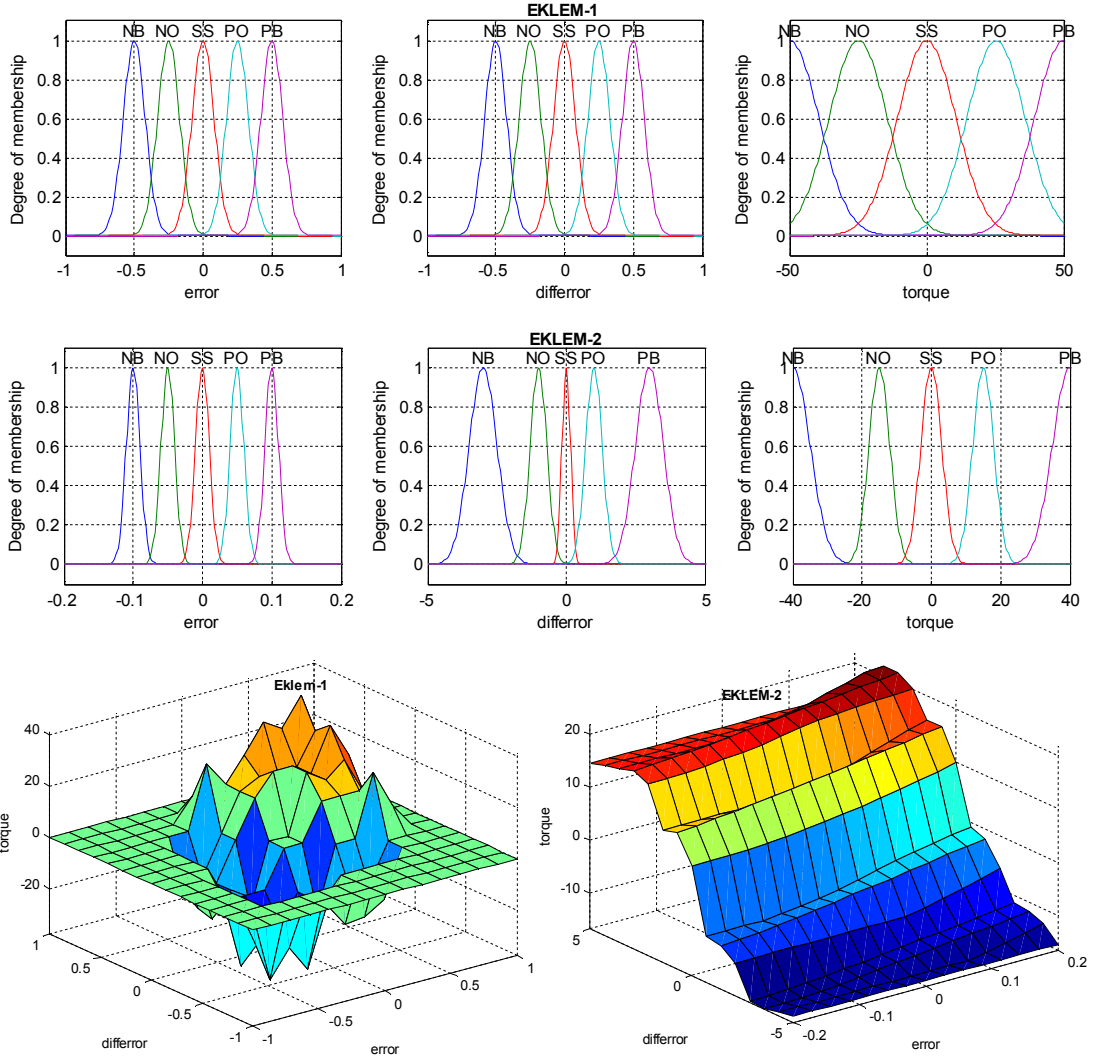 EKLEM-1
NB NO SS PO PB
1
0.8
0.6
0.4
0.2
0
Degree of membership
-1 -0.5 0 0.5 1
error
NB NO SS PO PB
1
0.8
0.6
0.4
0.2
0
Degree of membership
-1 -0.5 0 0.5 1
differror
NB NO SS PO PB
1
0.8
0.6
0.4
0.2
0
Degree of membership
-50 0 50
torque
EKLEM-2
NB NO SS PO PB
1
0.8
0.6
0.4
0.2
0
Degree of membership
-0.2 -0.1 0 0.1 0.2
error
NB NO SS PO PB
1
0.8
0.6
0.4
0.2
0
Degree of membership
-5 0 5
differror
NB NO SS PO PB
1
0.8
0.6
0.4
0.2
0
Degree of membership
-40 -20 0 20 40
torque
Eklem-1
40
20
0
-20
torque
1
0.5
0
-0.5
-1
differror
-1
-0.5
0
0.5
1
error
EKLEM-2
20
10
0
-10
torque
5
0
-5
differror
-0.2
-0.1
0
0.1
0.2
error